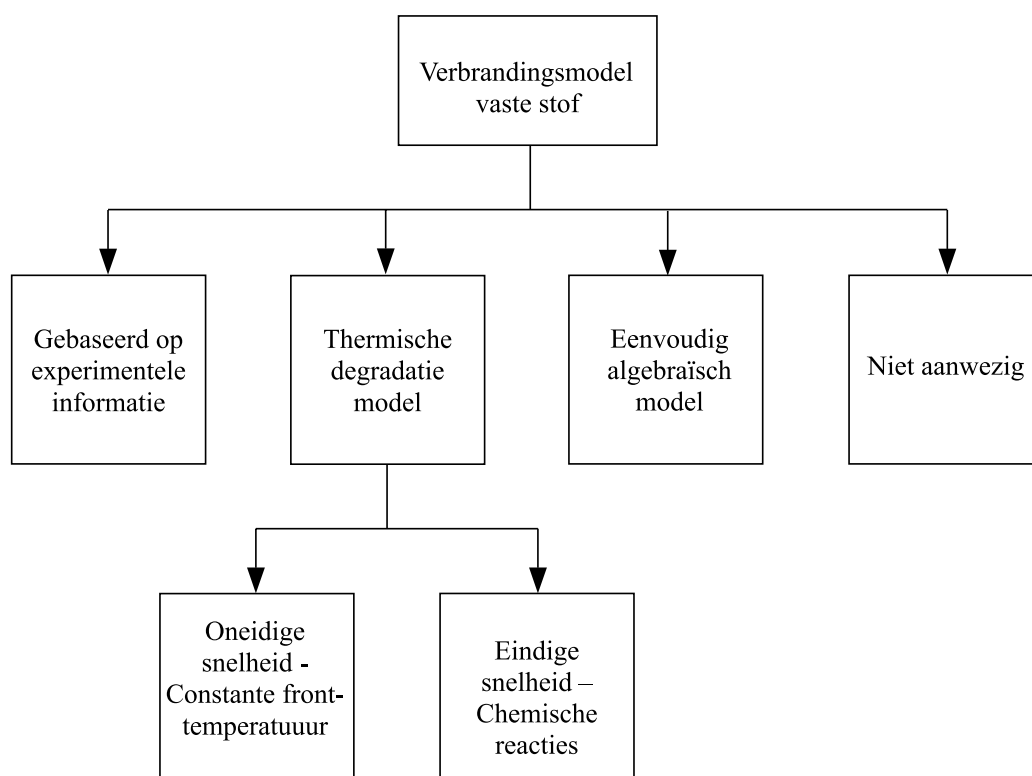 Verbrandingsmodel
vaste stof
Gebaseerd op
experimentele
informatie
Thermische
degradatie
model
Eenvoudig
algebraïsch
model
Niet aanwezig
Oneidige
snelheid -
Constante front-
temperatuuur
Eindige
snelheid –
Chemische
reacties